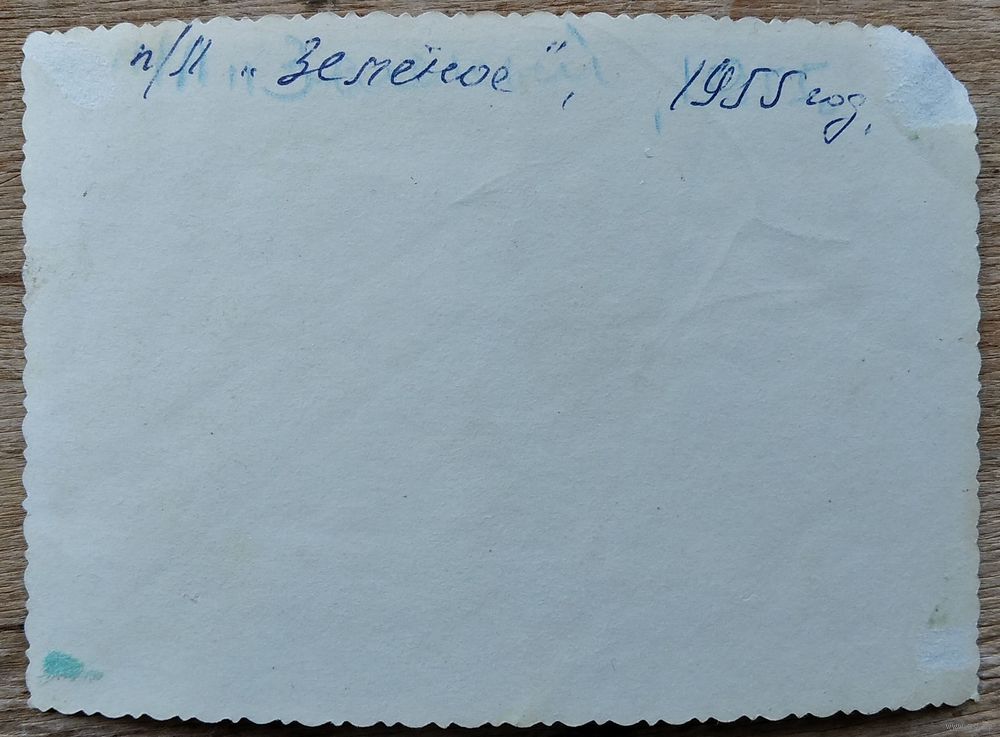 п/Л „Зелёное", 1955 год.